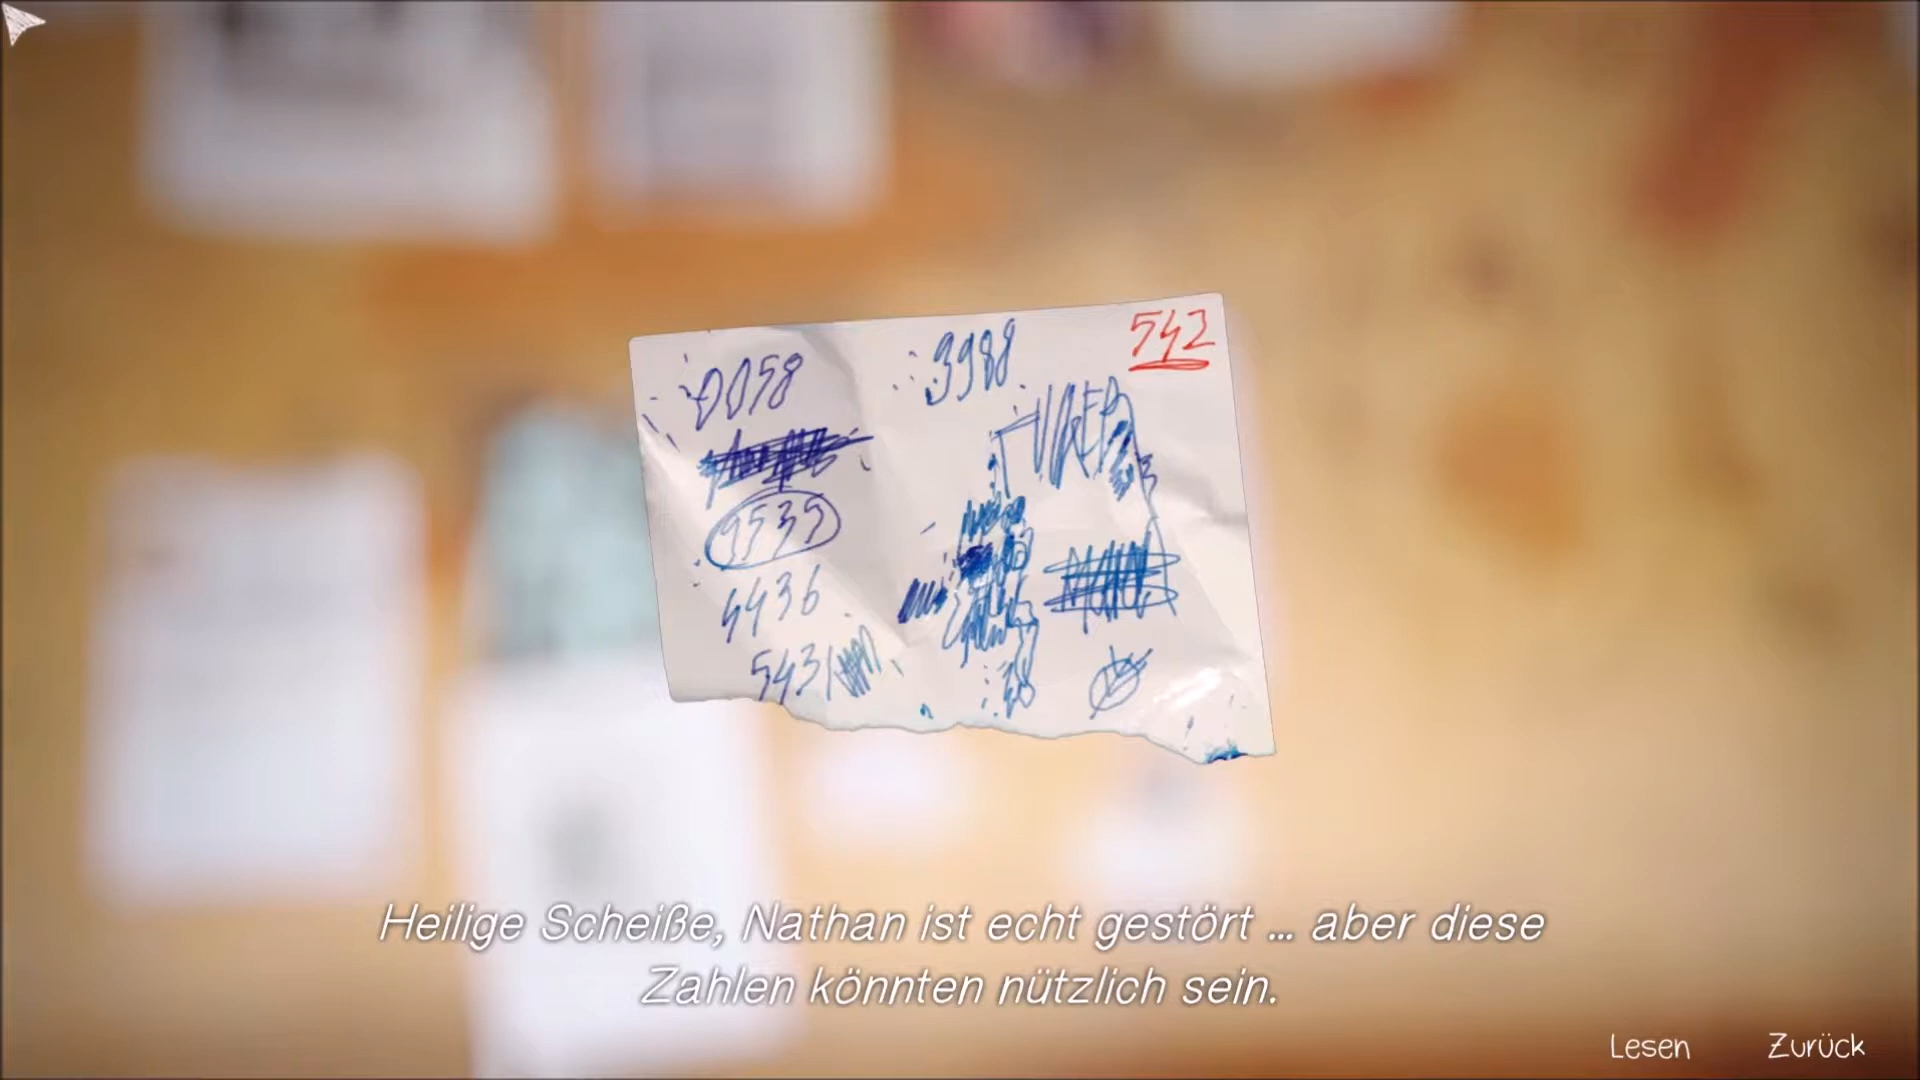 542
3988
0058
9535
5436
543
Heilige Scheiße, Nathan ist echt gestört ... aber diese
Zahlen könnten nützlich sein.
Lesen Zurück